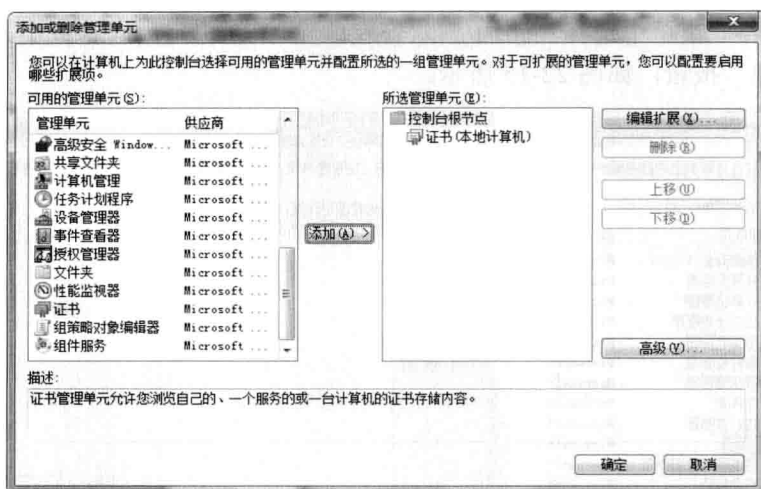 添加或删除管理单元
您可以在计算机上为此控制台选择可用的管理单元并配置所选的一组管理单元。对于可扩展的管理单元，您可以配置要启用
哪些扩展项。
可用的管理单元(S):
管理单元 供应商
高级安全 Window... Microsoft ...
共享文件夹 Microsoft ...
计算机管理 Microsoft ...
任务计划程序 Microsoft ...
设备管理器 Microsoft ...
事件查看器 Microsoft ...
授权管理器 Microsoft ...
文件夹 Microsoft ...
性能监视器 Microsoft ...
证书 Microsoft ...
组策略对象编辑器 Microsoft ...
组件服务 Microsoft ...
添加(A) >
所选管理单元(E):
控制台根节点
证书(本地计算机)
编辑扩展(X)...
删除(R)
上移(U)
下移(D)
高级(V)...
描述:
证书管理单元允许您浏览自己的、一个服务的或一台计算机的证书存储内容。
确定
取消